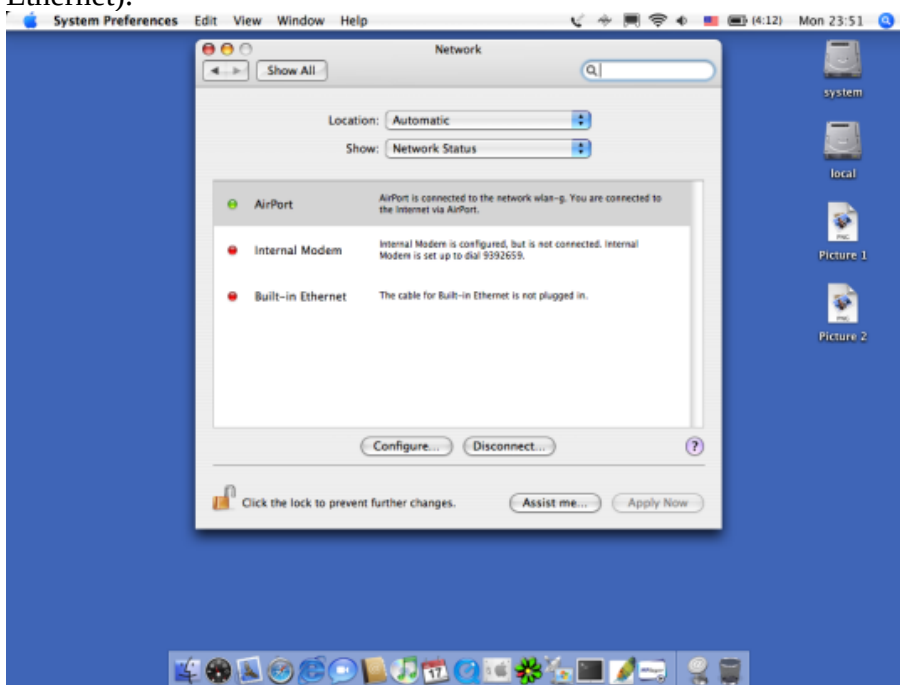 Ethernet).
System Preferences Edit View Window Help (4:12) Mon 23:51
Network
Show All
system
Location: Automatic
Show: Network Status
local
AirPort
AirPort is connected to the network wlan-g. You are connected to
the Internet via AirPort.
Internal Modem
Internal Modem is configured, but is not connected. Internal
Modem is set up to dial 9392659.
PNG
Picture 1
Built-in Ethernet
The cable for Built-in Ethernet is not plugged in.
PNG
Picture 2
Configure... Disconnect... ?
Click the lock to prevent further changes. Assist me... Apply Now
17